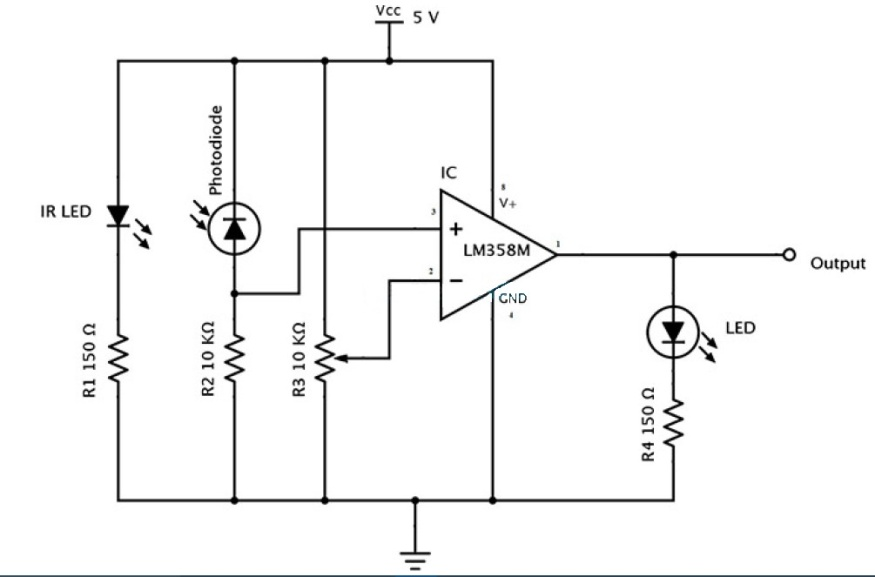 Vcc 5 V
Photodiode
IR LED
IC
8
V+
3
+
LM358M
1
2
−
GND
4
Output
LED
R1 150 Ω
R2 10 KΩ
R3 10 KΩ
R4 150 Ω